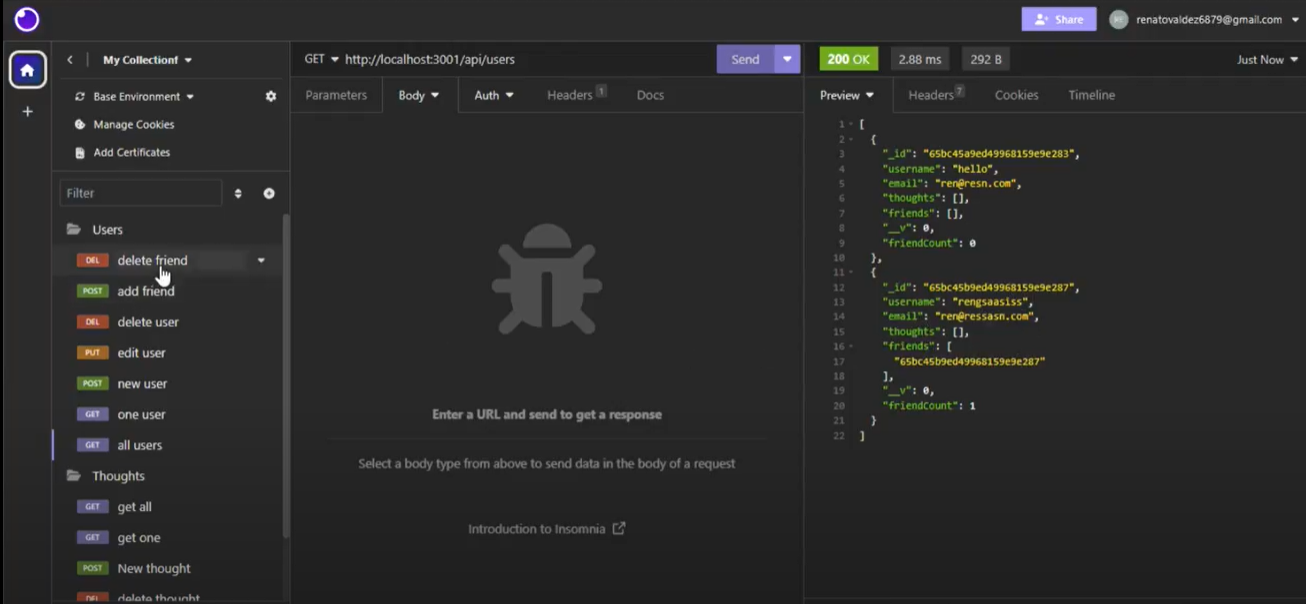 Share
renatovaldez6879@gmail.com
My Collectionf
Base Environment
Manage Cookies
Add Certificates
Filter
Users
DEL delete friend
POST add friend
DEL delete user
PUT edit user
POST new user
GET one user
GET all users
Thoughts
GET get all
GET get one
POST New thought
DEL delete thought
GET http://localhost:3001/api/users
Send
Parameters Body Auth Headers 1 Docs
Enter a URL and send to get a response
Select a body type from above to send data in the body of a request
Introduction to Insomnia
200 OK 2.88 ms 292 B Just Now
Preview Headers 7 Cookies Timeline
1 [
2 {
3 "_id": "65bc45a9ed49968159e9e283",
4 "username": "hello",
5 "email": "ren@resn.com",
6 "thoughts": [],
7 "friends": [],
8 "__v": 0,
9 "friendCount": 0
10 },
11 {
12 "_id": "65bc45b9ed49968159e9e287",
13 "username": "rengsaasiss",
14 "email": "ren@ressasn.com",
15 "thoughts": [],
16 "friends": [
17 "65bc45b9ed49968159e9e287"
18 ],
19 "__v": 0,
20 "friendCount": 1
21 }
22 ]